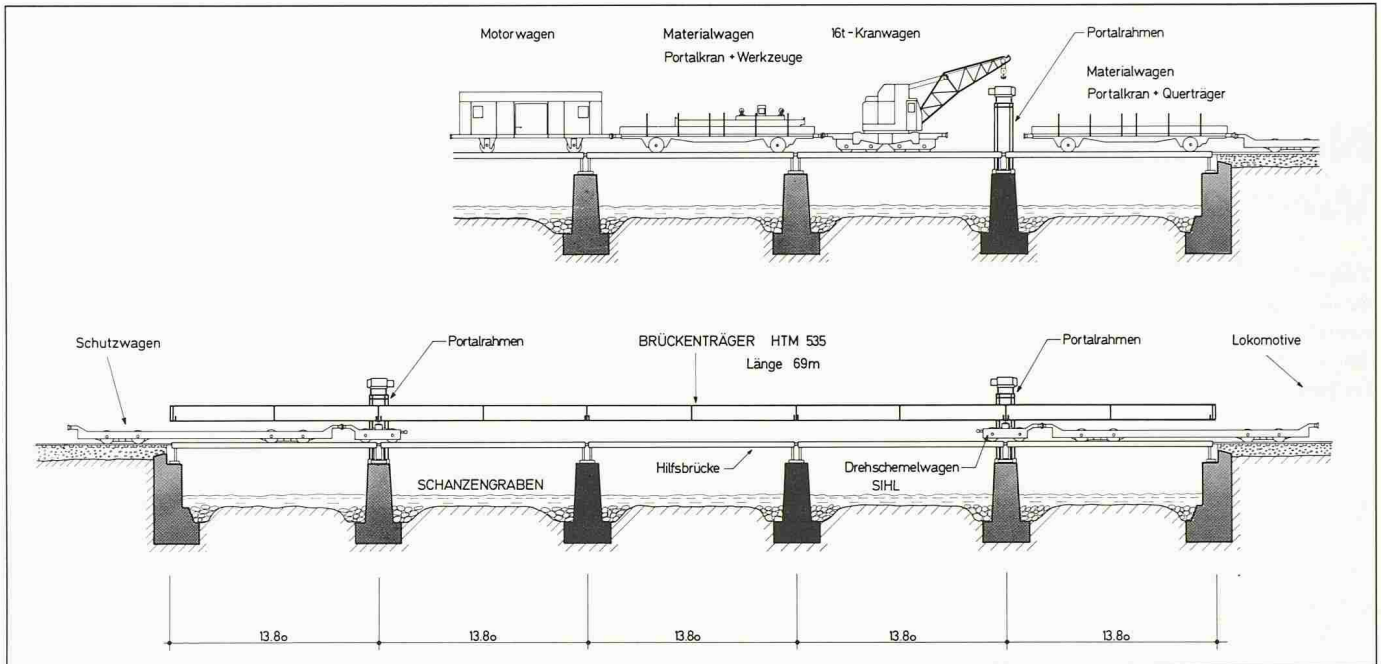 Motorwagen
Materialwagen
Portalkran + Werkzeuge
16t-Kranwagen
Portalrahmen
Materialwagen
Portalkran + Querträger
Schutzwagen
Portalrahmen
BRÜCKENTRÄGER HTM 535
Länge 69m
Portalrahmen
Lokomotive
SCHANZENGRABEN
Hilfsbrücke
Drehschemelwagen
SIHL
13.80
13.80
13.80
13.80
13.80